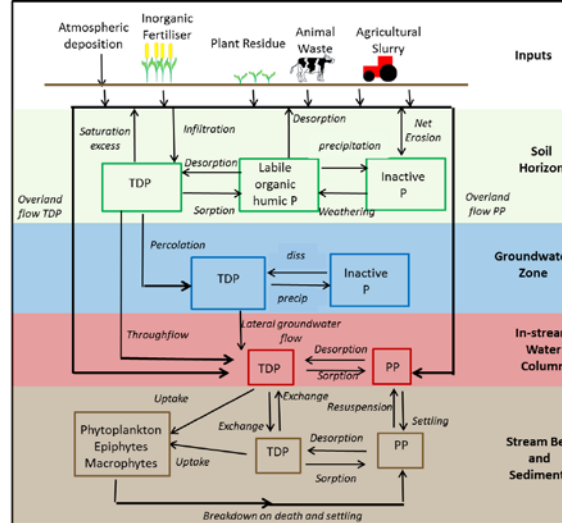 Atmospheric
deposition
Inorganic
Fertiliser
Plant Residue
Animal
Waste
Agricultural
Slurry
Inputs
Saturation
excess
Infiltration
Desorption
Net
Erosion
Soil
Horizon
precipitation
Desorption
TDP
Labile
organic
humic P
Inactive
P
Sorption
Weathering
Overland
flow TDP
Overland
flow PP
Percolation
diss
TDP
Inactive
P
precip
Groundwater
Zone
Throughflow
Lateral groundwater
flow
Desorption
TDP
PP
Sorption
In-stream
Water
Column
Uptake
Exchange
Resuspension
Settling
Phytoplankton
Epiphytes
Macrophytes
Exchange
Desorption
TDP
PP
Uptake
Sorption
Stream Bed
and
Sediment
Breakdown on death and settling